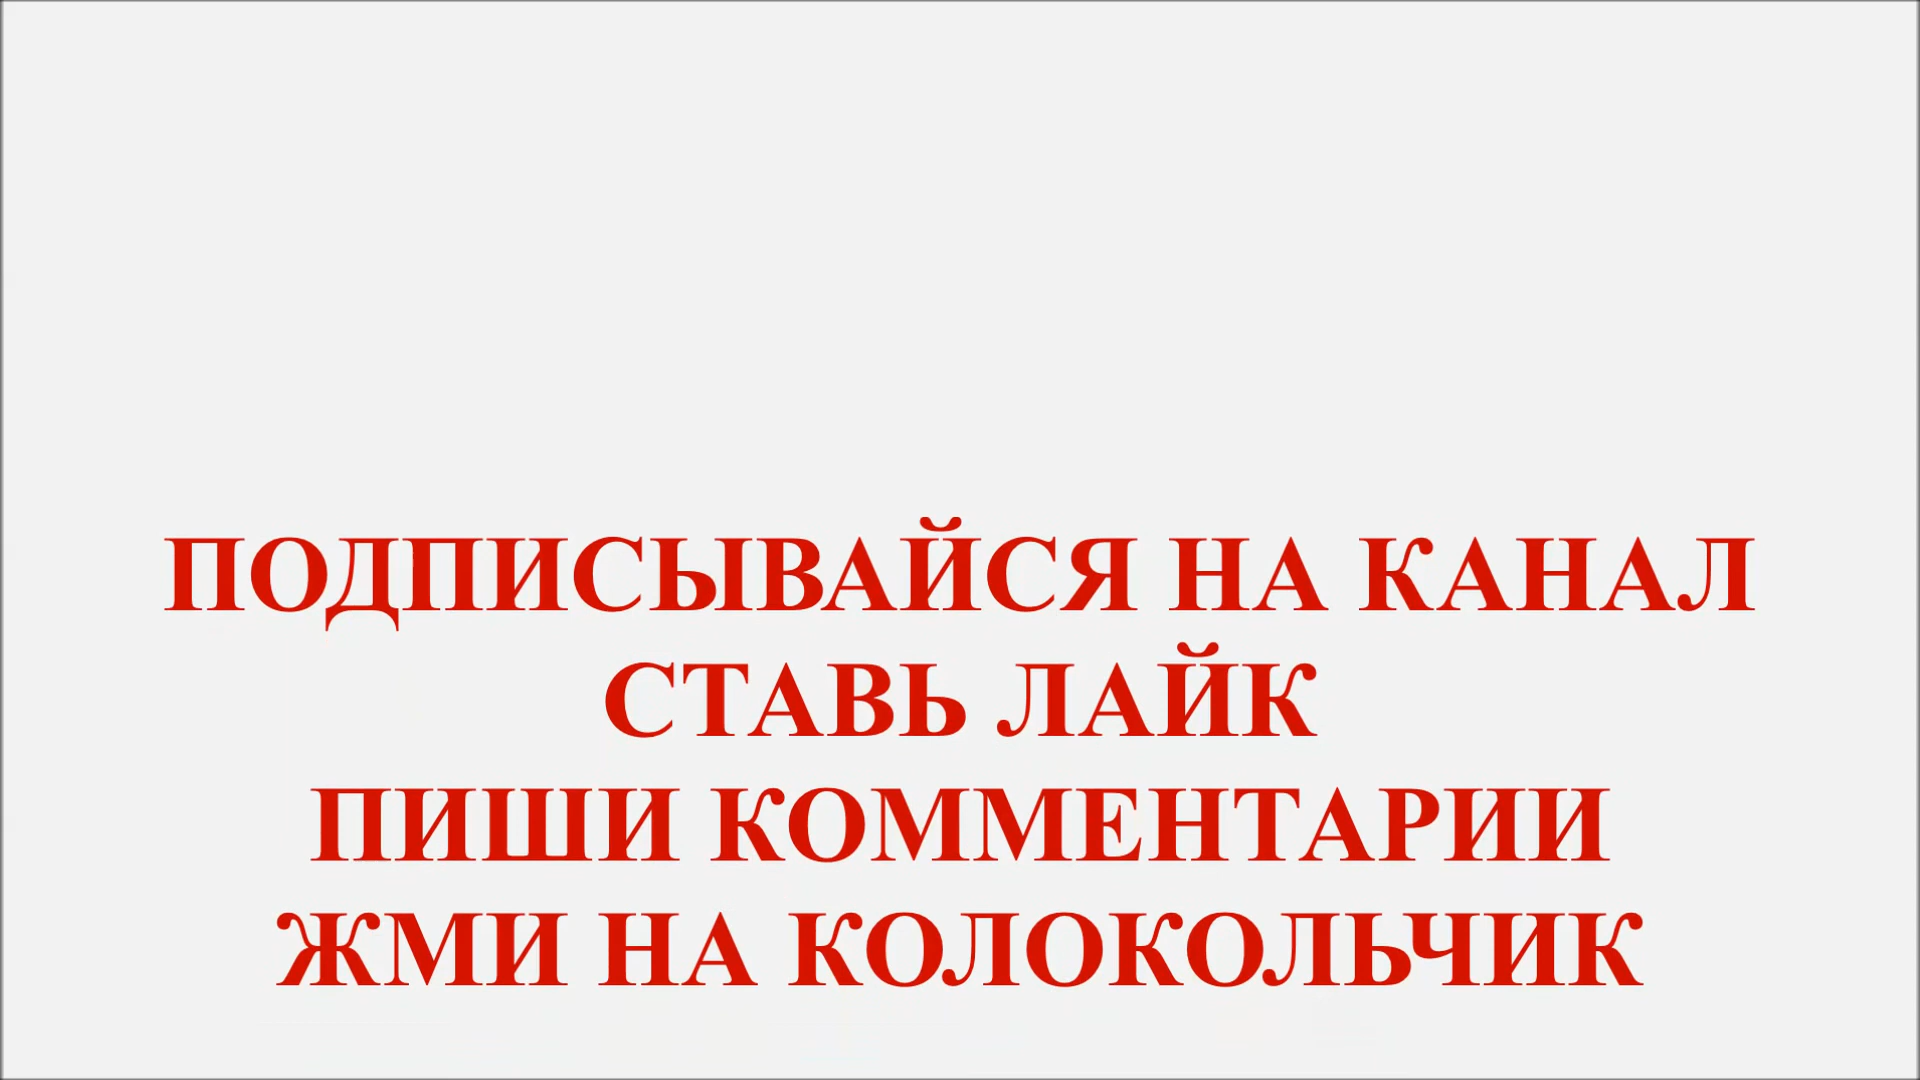 ПОДПИСЫВАЙСЯ НА КАНАЛ
СТАВЬ ЛАЙК
ПИШИ КОММЕНТАРИИ
ЖМИ НА КОЛОКОЛЬЧИК